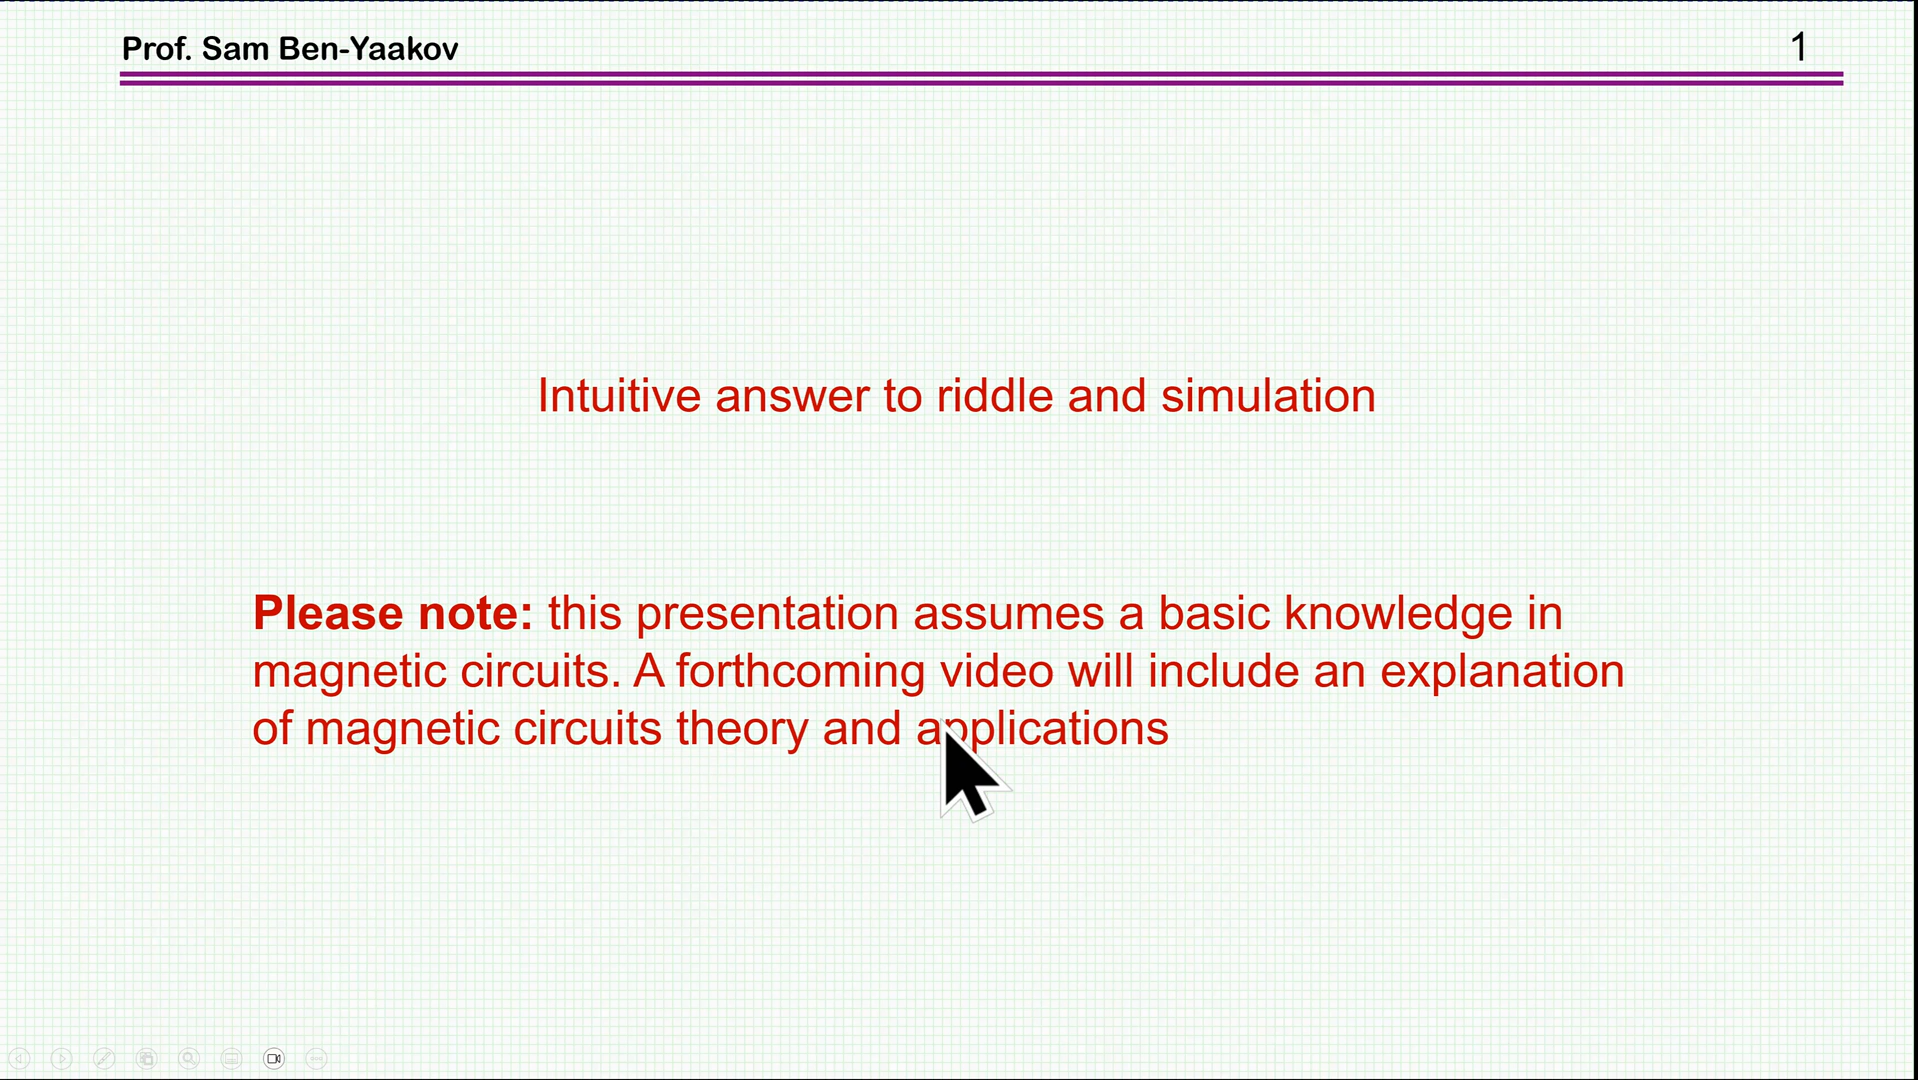 Prof. Sam Ben-Yaakov
1
Intuitive answer to riddle and simulation
Please note: this presentation assumes a basic knowledge in
magnetic circuits. A forthcoming video will include an explanation
of magnetic circuits theory and applications